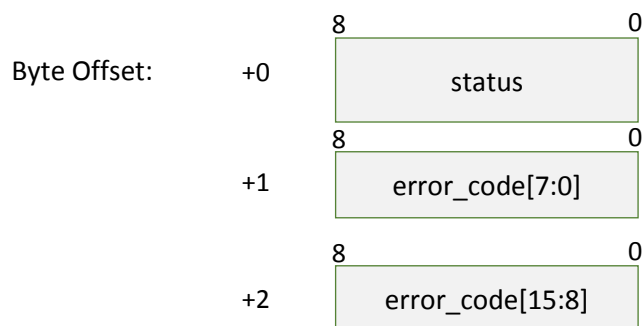 8 0
Byte Offset: +0 status
8 0
+1 error_code[7:0]
8 0
+2 error_code[15:8]